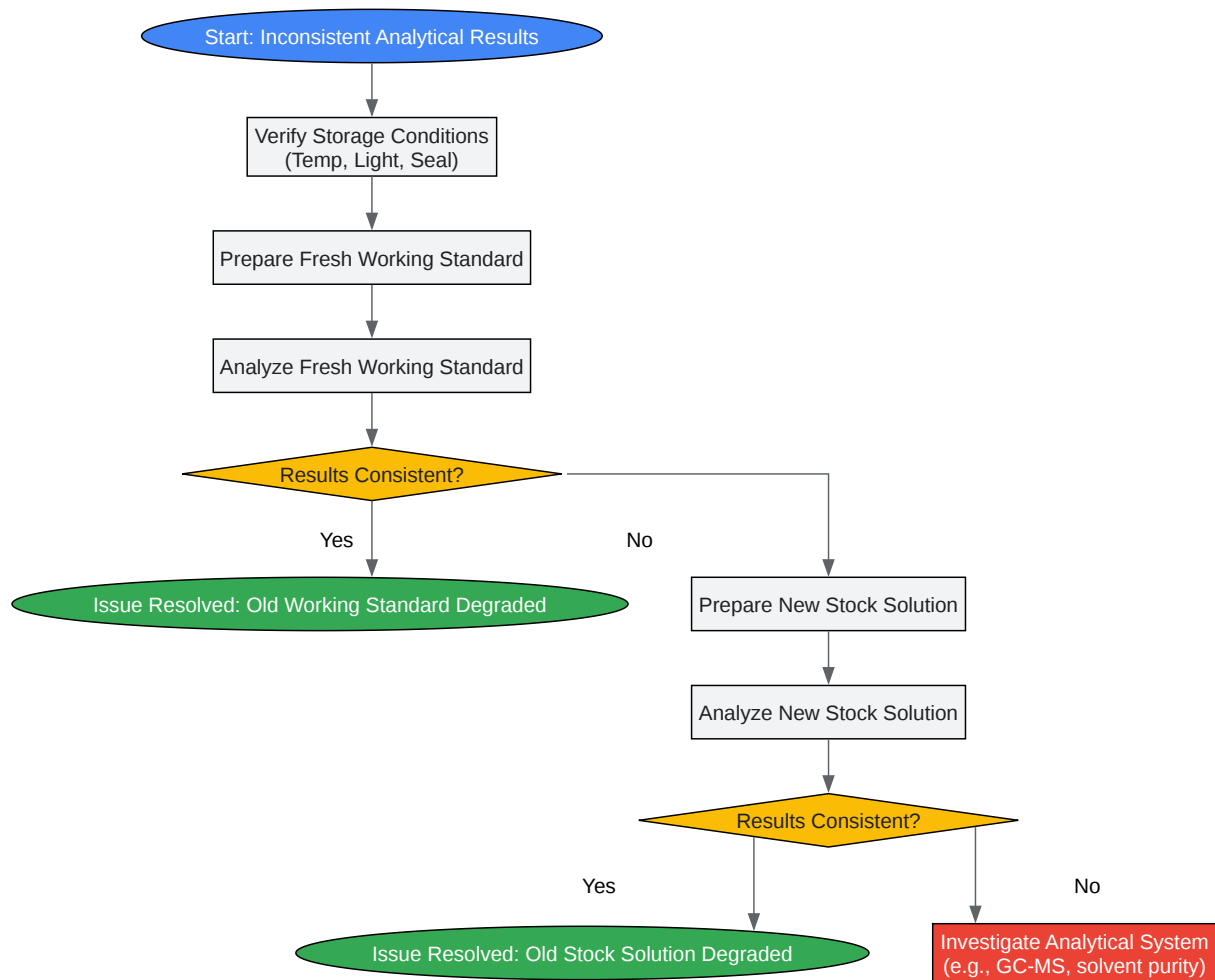 Start: Inconsistent Analytical Results
Verify Storage Conditions
(Temp, Light, Seal)
Prepare Fresh Working Standard
Analyze Fresh Working Standard
Results Consistent?
Yes
No
Issue Resolved: Old Working Standard Degraded
Prepare New Stock Solution
Analyze New Stock Solution
Results Consistent?
Yes
No
Issue Resolved: Old Stock Solution Degraded
Investigate Analytical System
(e.g., GC-MS, solvent purity)